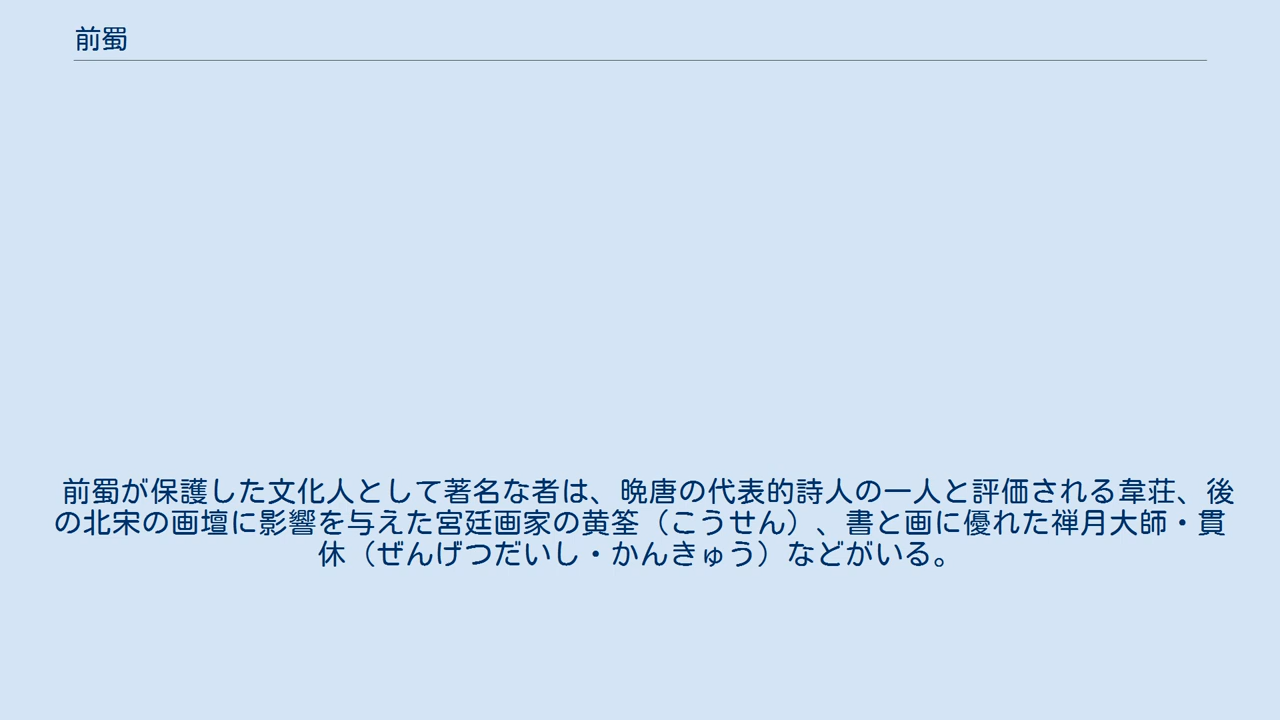 前蜀
前蜀が保護した文化人として著名な者は、晩唐の代表的詩人の一人と評価される韋荘、後
の北宋の画壇に影響を与えた宮廷画家の黄筌（こうせん）、書と画に優れた禅月大師・貫
休（ぜんげつだいし・かんきゅう）などがいる。